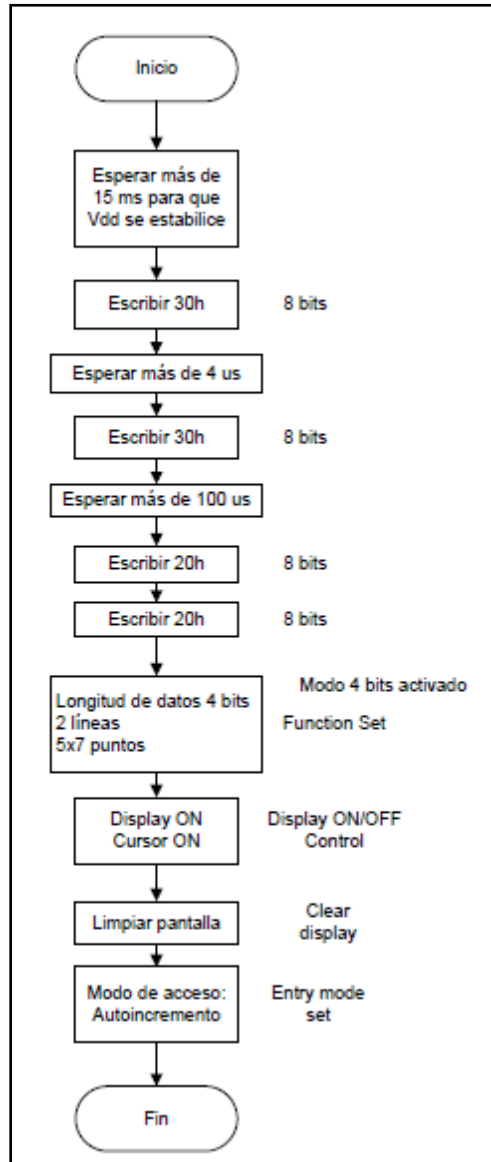 Inicio
Esperar más de
15 ms para que
Vdd se estabilice
Escribir 30h
8 bits
Esperar más de 4 us
Escribir 30h
8 bits
Esperar más de 100 us
Escribir 20h
8 bits
Escribir 20h
8 bits
Modo 4 bits activado
Longitud de datos 4 bits
2 líneas
5x7 puntos
Function Set
Display ON
Cursor ON
Display ON/OFF
Control
Limpiar pantalla
Clear
display
Modo de acceso:
Autoincremento
Entry mode
set
Fin